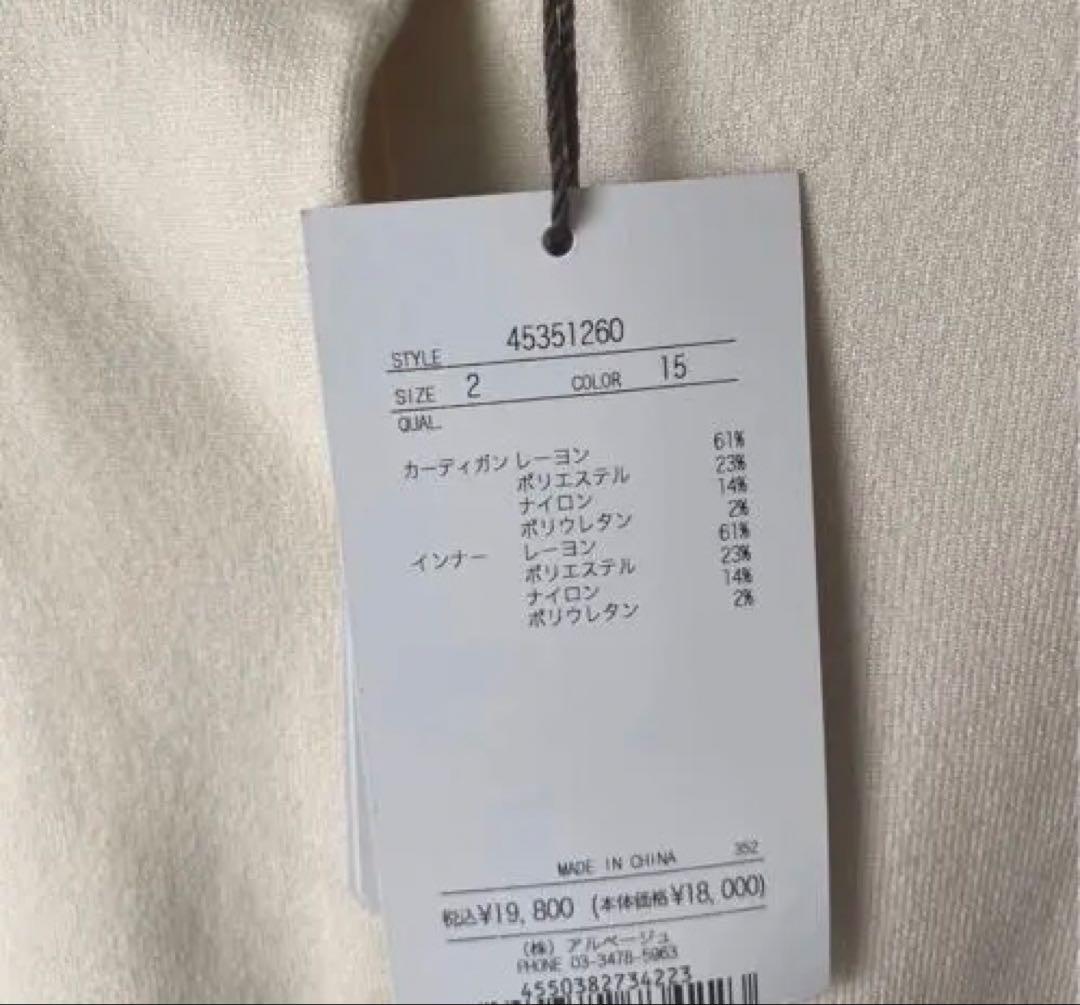 STYLE 45351260
SIZE 2 COLOR 15
QUAL.
カーディガン レーヨン 61%
ポリエステル 23%
ナイロン 14%
ポリウレタン 2%
インナー レーヨン 61%
ポリエステル 23%
ナイロン 14%
ポリウレタン 2%
MADE IN CHINA 352
税込¥19,800 (本体価格¥18,000)
(株) アルページュ
PHONE 03-3478-5963
4550382734223